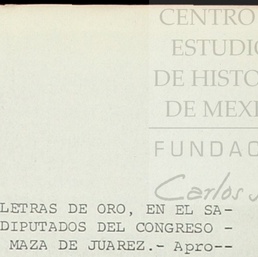 CENTRO
ESTUDIO
DE HISTO
DE MEX
FUNDAC
Carlos
LETRAS DE ORO, EN EL SA-
DIPUTADOS DEL CONGRESO -
MAZA DE JUAREZ.- Apro--